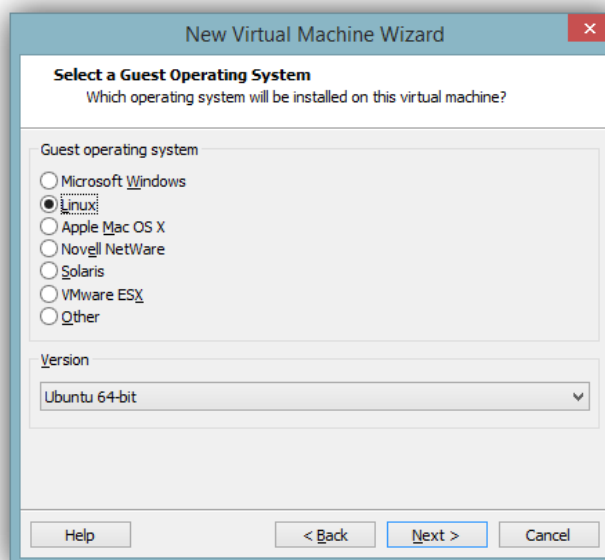 New Virtual Machine Wizard
Select a Guest Operating System
Which operating system will be installed on this virtual machine?
Guest operating system
Microsoft Windows
Linux
Apple Mac OS X
Novell NetWare
Solaris
VMware ESX
Other
Version
Ubuntu 64-bit
Help < Back Next > Cancel